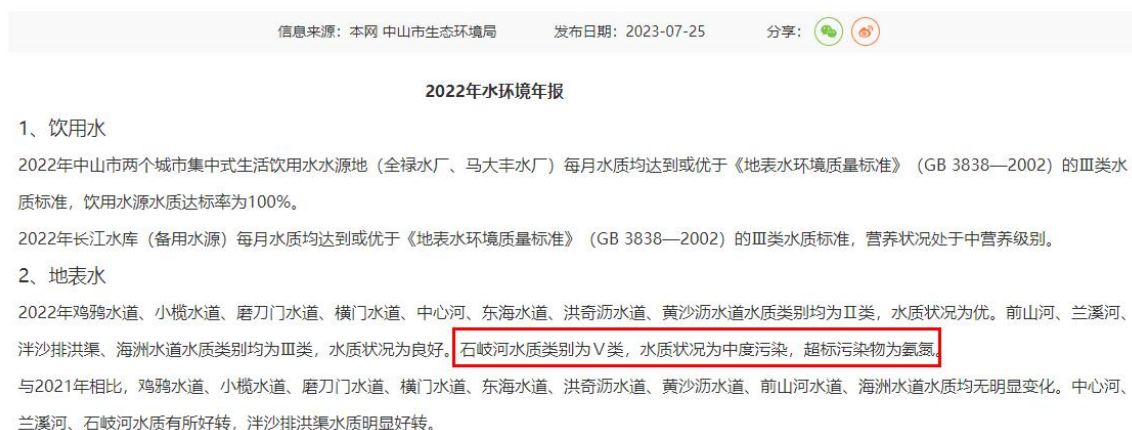 信息来源：本网 中山市生态环境局 发布日期：2023-07-25 分享：
2022年水环境年报
1、饮用水
2022年中山市两个城市集中式生活饮用水水源地（全禄水厂、马大丰水厂）每月水质均达到或优于《地表水环境质量标准》（GB 3838—2002）的Ⅲ类水
质标准，饮用水源水质达标率为100%。
2022年长江水库（备用水源）每月水质均达到或优于《地表水环境质量标准》（GB 3838—2002）的Ⅲ类水质标准，营养状况处于中营养级别。
2、地表水
2022年鸡鸦水道、小榄水道、磨刀门水道、横门水道、中心河、东海水道、洪奇沥水道、黄沙沥水道水质类别均为Ⅱ类，水质状况为优。前山河、兰溪河、
泮沙排洪渠、海洲水道水质类别均为Ⅲ类，水质状况为良好。石岐河水质类别为Ⅴ类，水质状况为中度污染，超标污染物为氨氮。
与2021年相比，鸡鸦水道、小榄水道、磨刀门水道、横门水道、东海水道、洪奇沥水道、黄沙沥水道、前山河水道、海洲水道水质均无明显变化。中心河、
兰溪河、石岐河水质有所好转，泮沙排洪渠水质明显好转。